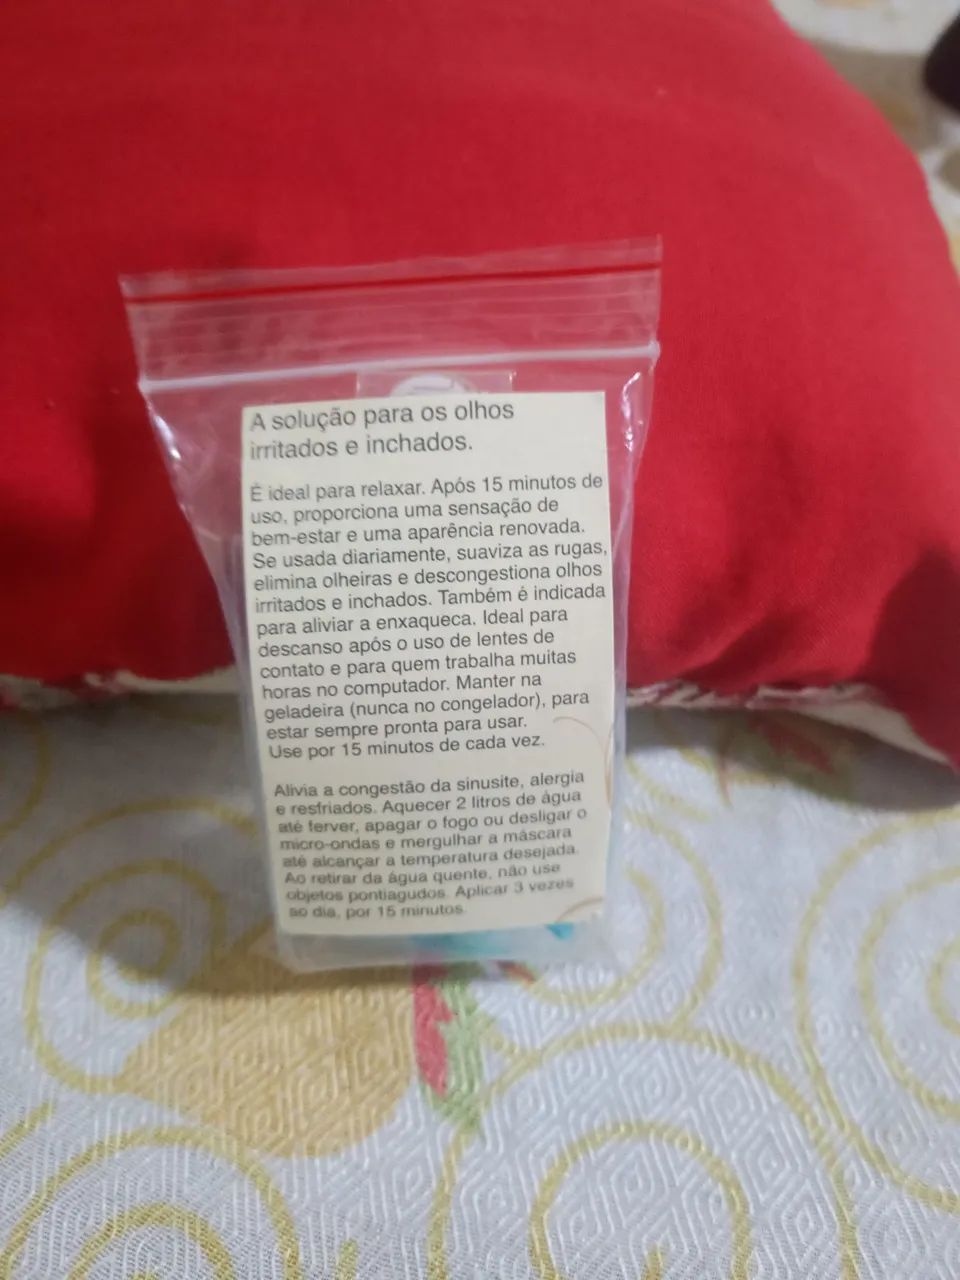 A solução para os olhos
irritados e inchados.
É ideal para relaxar. Após 15 minutos de
uso, proporciona uma sensação de
bem-estar e uma aparência renovada.
Se usada diariamente, suaviza as rugas,
elimina olheiras e descongestiona olhos
irritados e inchados. Também é indicada
para aliviar a enxaqueca. Ideal para
descanso após o uso de lentes de
contato e para quem trabalha muitas
horas no computador. Manter na
geladeira (nunca no congelador), para
estar sempre pronta para usar.
Use por 15 minutos de cada vez.
Alivia a congestão da sinusite, alergia
e resfriados. Aquecer 2 litros de água
até ferver, apagar o fogo ou desligar o
micro-ondas e mergulhar a máscara
até alcançar a temperatura desejada.
Ao retirar da água quente, não use
objetos pontiagudos. Aplicar 3 vezes
ao dia, por 15 minutos.